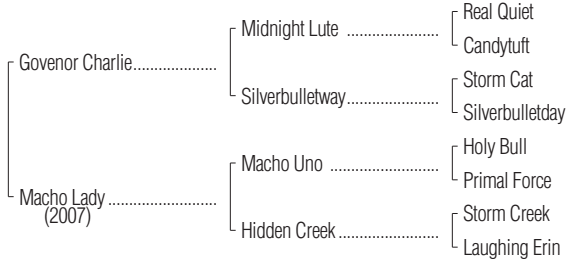 Real Quiet
Midnight Lute ....................
Candytuft
Govenor Charlie..................
Storm Cat
Silverbulletway....................
Silverbulletday
Holy Bull
Macho Uno .......................
Primal Force
Macho Lady ........................
(2007)
Storm Creek
Hidden Creek ......................
Laughing Erin